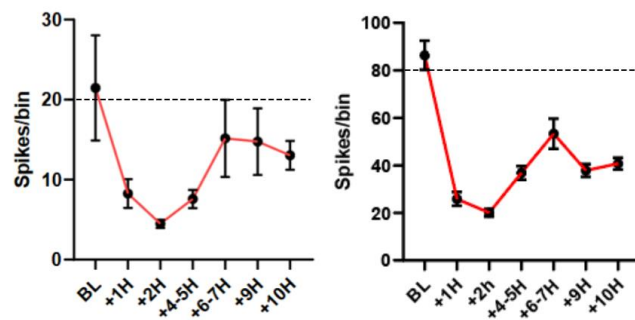 30
20
10
0
Spikes/bin
BL
+1H
+2H
+4-5H
+6-7H
+9H
+10H
100
80
60
40
20
0
Spikes/bin
BL
+1H
+2h
+4-5H
+6-7H
+9H
+10H